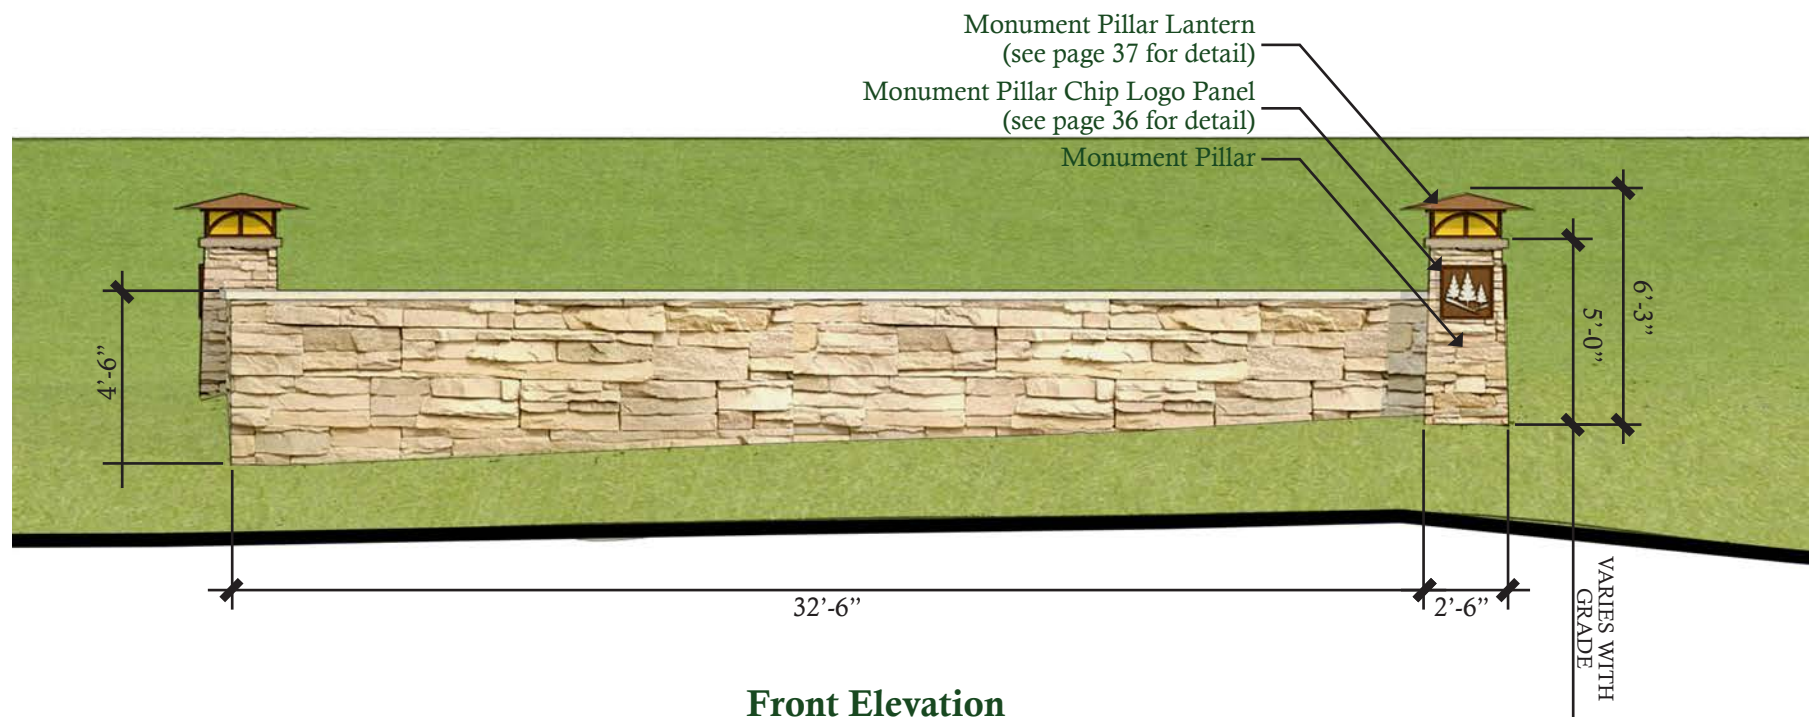 Monument Pillar Lantern
(see page 37 for detail)
Monument Pillar Chip Logo Panel
(see page 36 for detail)
Monument Pillar
4’-6”
6’-3”
5’-0”
32’-6”
2’-6”
VARIES WITH
GRADE
Front Elevation